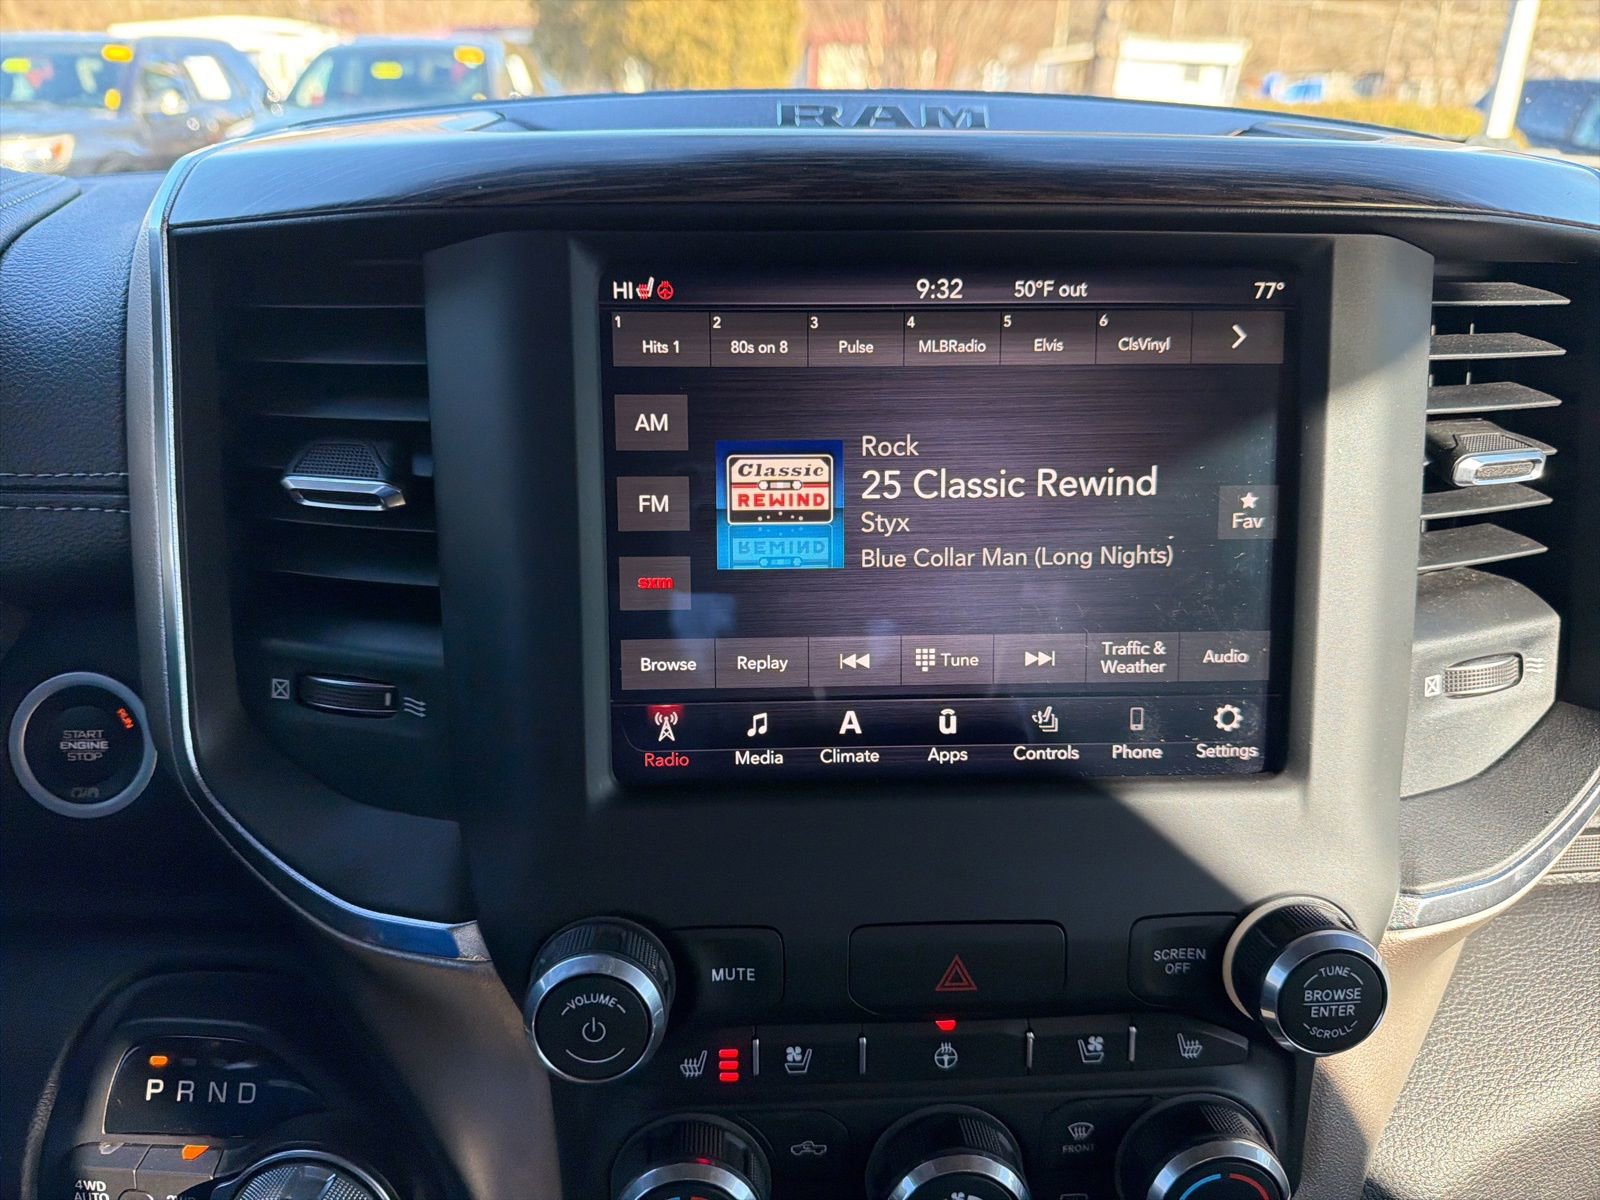 RAM
HI 9:32 50°F out 77°
1 2 3 4 5 6
Hits 1 80s on 8 Pulse MLBRadio Elvis ClsVinyl
AM
FM
sxm
Classic
REWIND
Rock
25 Classic Rewind
Styx
Blue Collar Man (Long Nights)
Fav
Browse Replay Tune Traffic & Weather Audio
Radio Media Climate Apps Controls Phone Settings
RUN
START
ENGINE
STOP
VOLUME
MUTE
SCREEN
OFF
TUNE
BROWSE
ENTER
SCROLL
P R N D
4WD
AUTO
FRONT